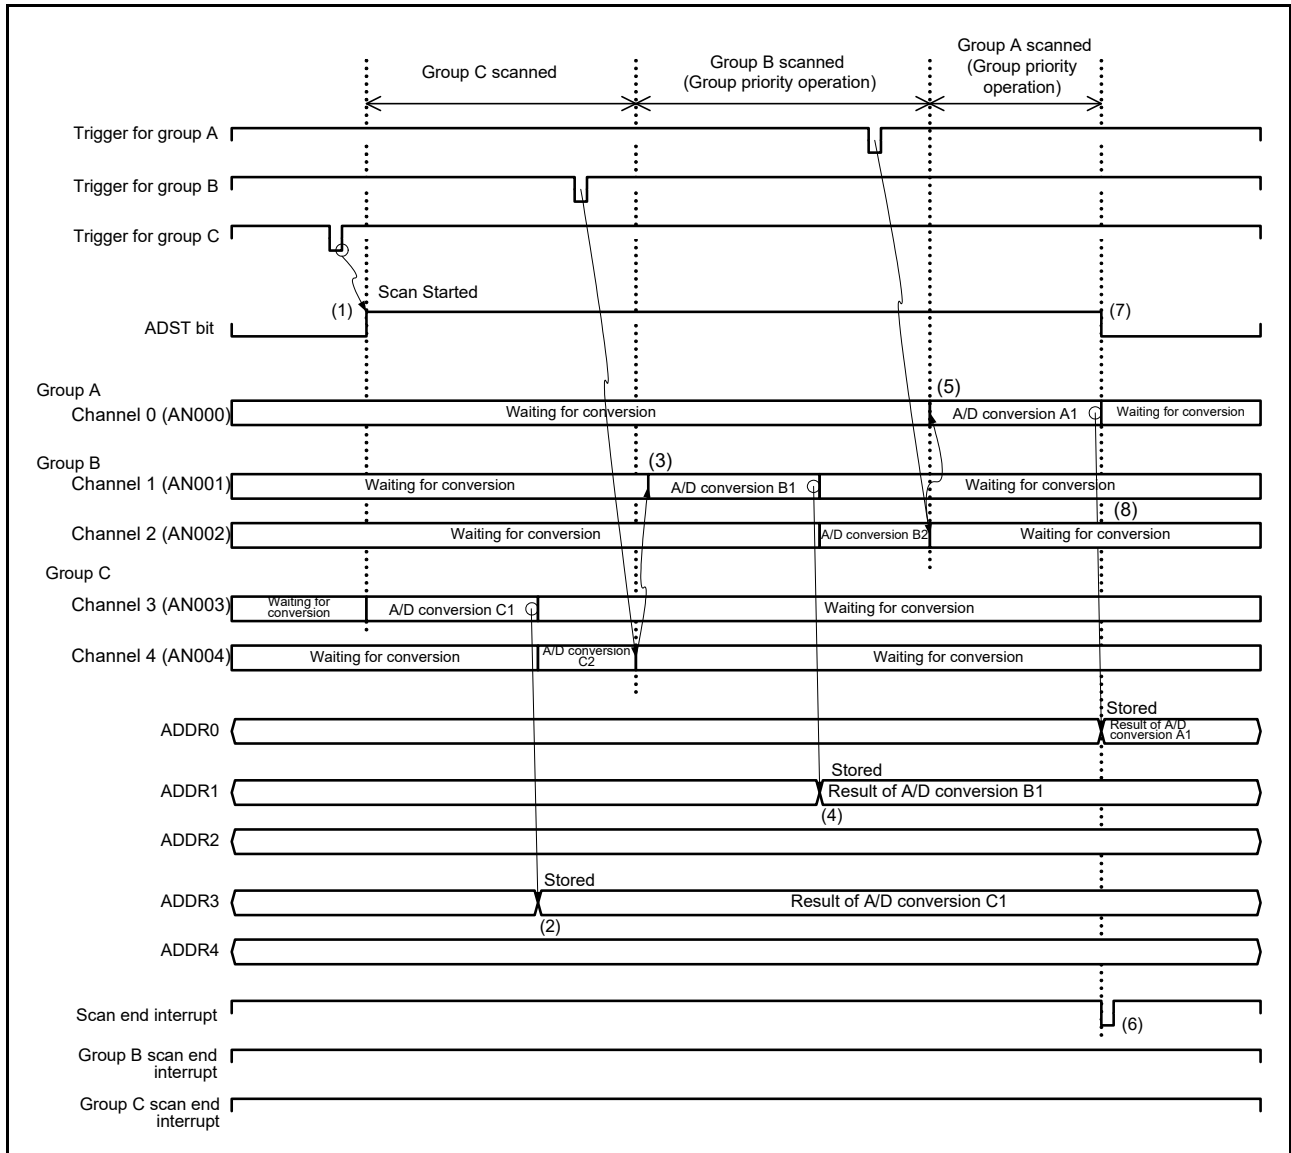 Group C scanned
Group B scanned
(Group priority operation)
Group A scanned
(Group priority
operation)
Trigger for group A
Trigger for group B
Trigger for group C
Scan Started
(1)
(7)
ADST bit
Group A
(5)
Channel 0 (AN000)
Waiting for conversion
A/D conversion A1
Waiting for conversion
Group B
(3)
Channel 1 (AN001)
Waiting for conversion
A/D conversion B1
Waiting for conversion
(8)
Channel 2 (AN002)
Waiting for conversion
A/D conversion B2
Waiting for conversion
Group C
Channel 3 (AN003)
Waiting for
conversion
A/D conversion C1
Waiting for conversion
Channel 4 (AN004)
Waiting for conversion
A/D conversion
C2
Waiting for conversion
Stored
ADDR0
Result of A/D
conversion A1
Stored
ADDR1
Result of A/D conversion B1
(4)
ADDR2
Stored
ADDR3
Result of A/D conversion C1
(2)
ADDR4
Scan end interrupt
(6)
Group B scan end
interrupt
Group C scan end
interrupt